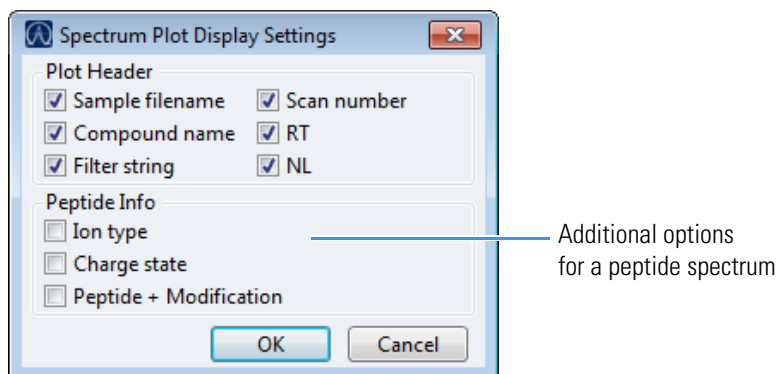 Spectrum Plot Display Settings
Plot Header
Sample filename
Scan number
Compound name
RT
Filter string
NL
Peptide Info
Ion type
Charge state
Peptide + Modification
Additional options
for a peptide spectrum
OK
Cancel